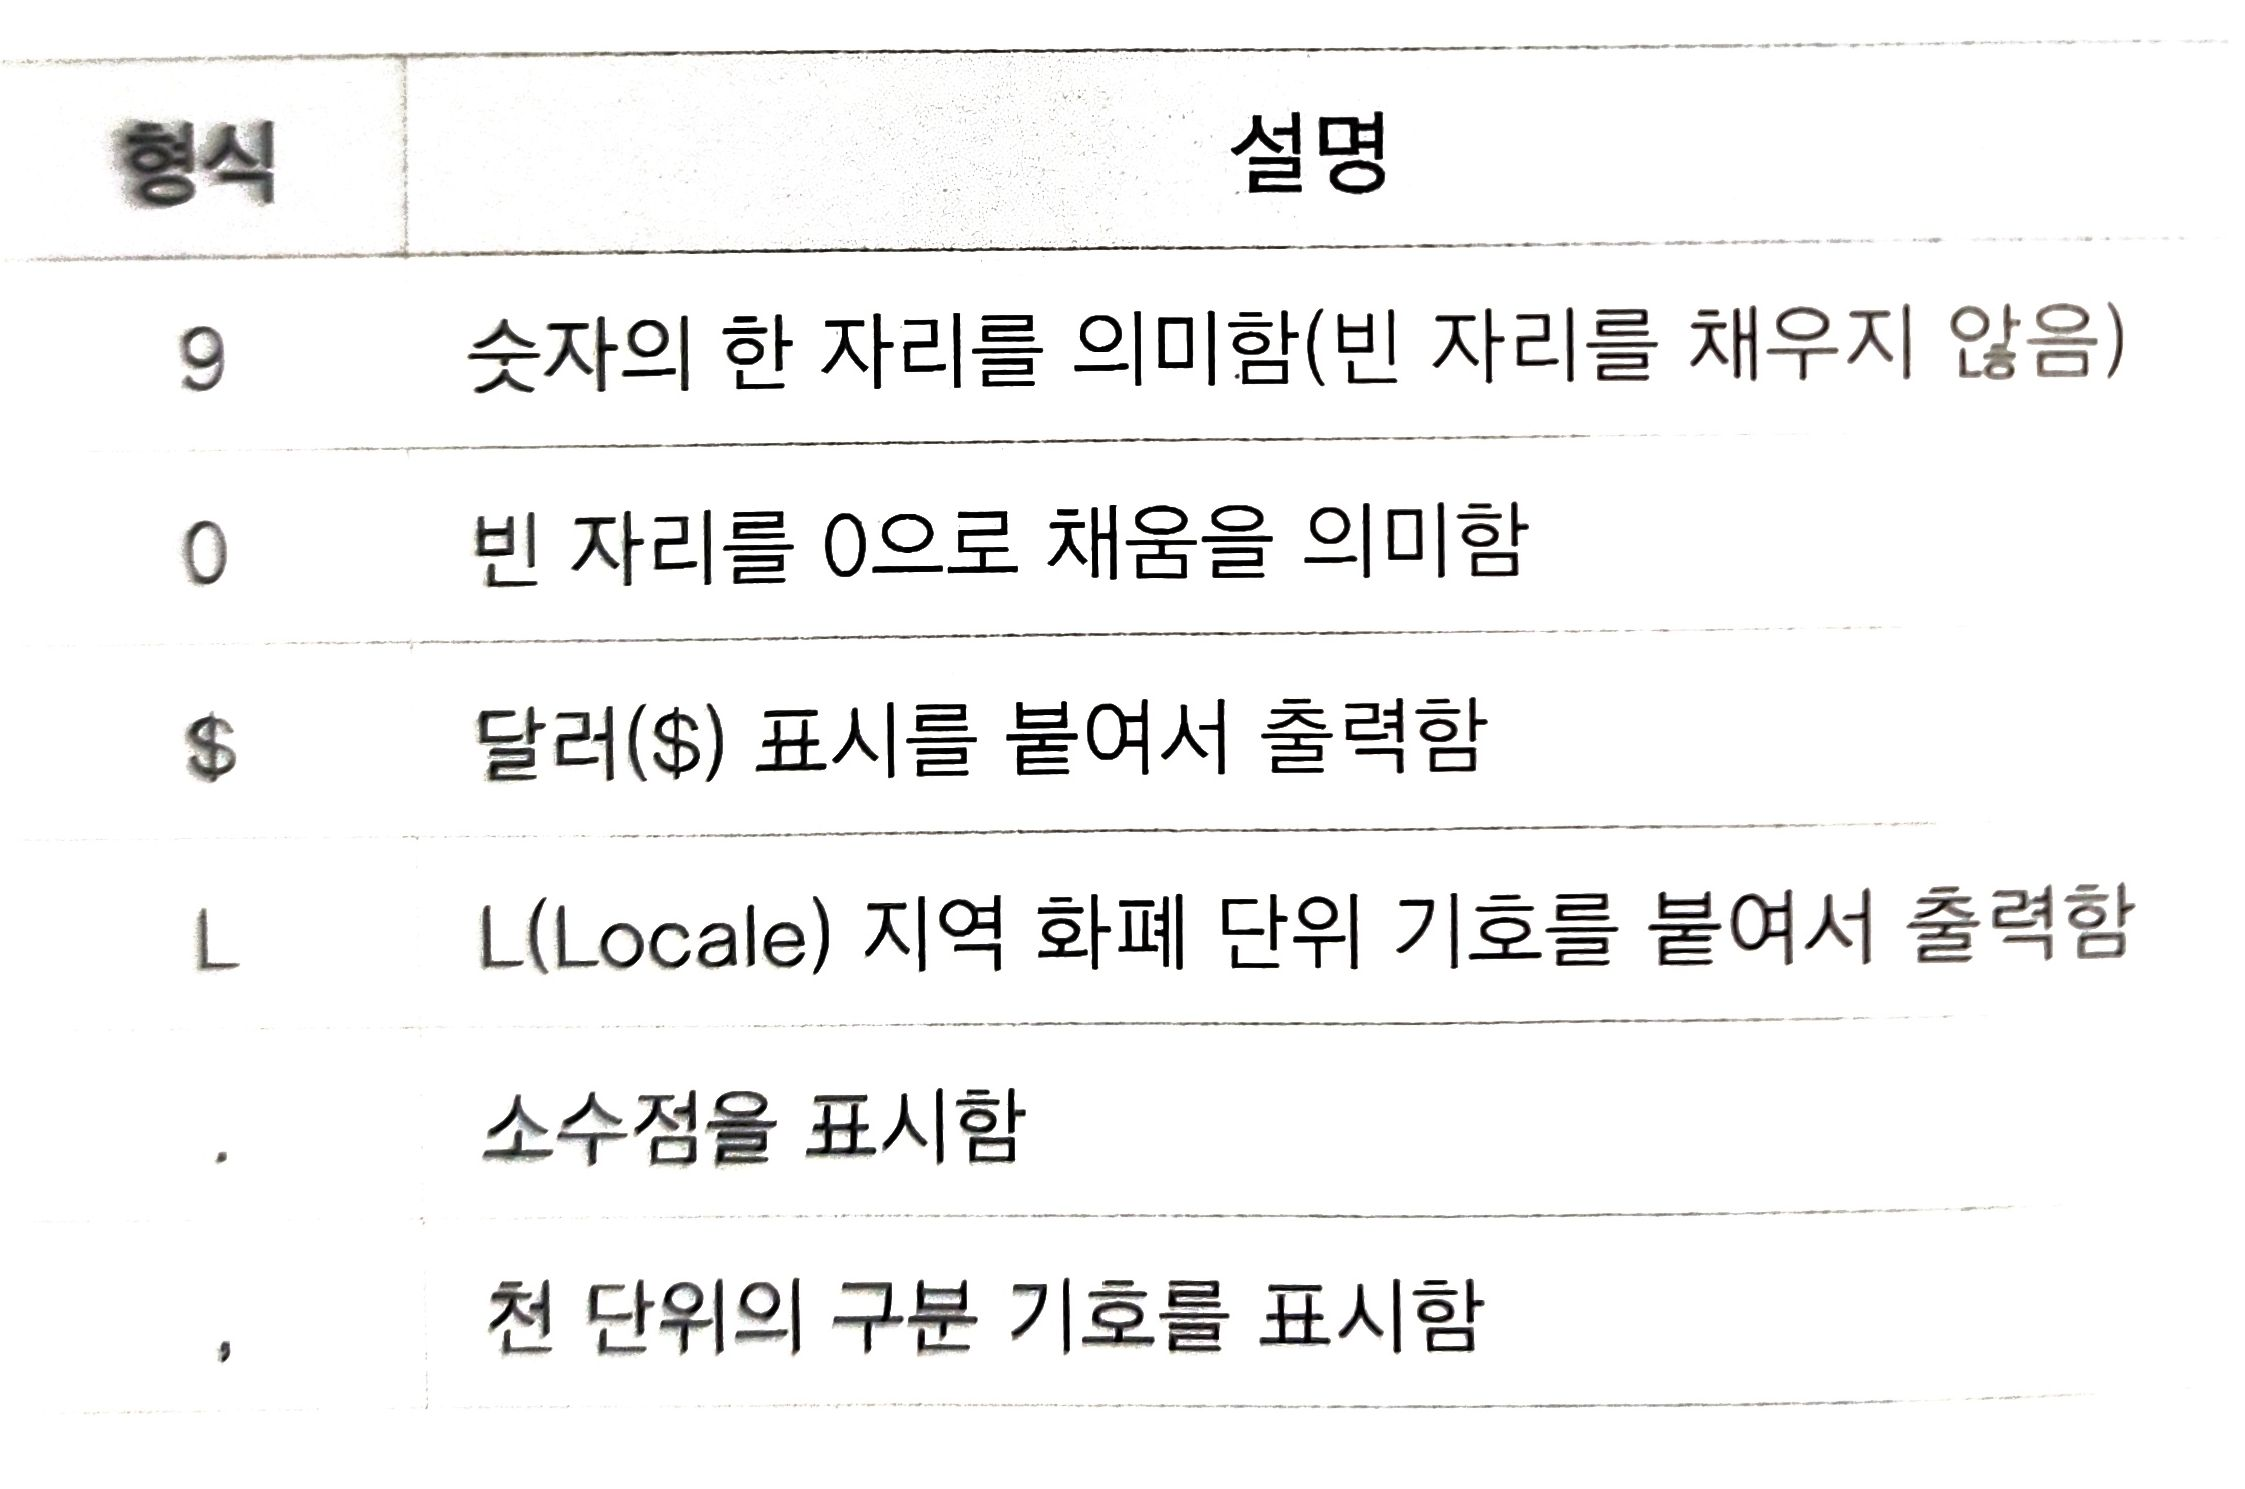 형식 설명
9 숫자의 한 자리를 의미함(빈 자리를 채우지 않음)
0 빈 자리를 0으로 채움을 의미함
$ 달러($) 표시를 붙여서 출력함
L L(Locale) 지역 화폐 단위 기호를 붙여서 출력함
. 소수점을 표시함
, 천 단위의 구분 기호를 표시함